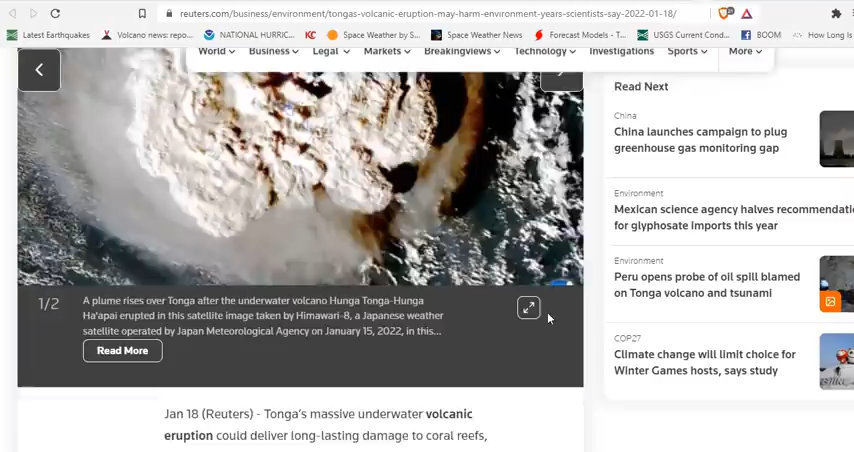 reuters.com/business/environment/tongas-volcanic-eruption-may-harm-environment-years-scientists-say-2022-01-18/
Latest Earthquakes
Volcano news: repo...
NATIONAL HURRIC...
KC
Space Weather by S...
Space Weather News
Forecast Models - T...
USGS Current Cond...
BOOM
How Long Is
World
Business
Legal
Markets
Breakingviews
Technology
Investigations
Sports
More
1/2
A plume rises over Tonga after the underwater volcano Hunga Tonga-Hunga
Ha'apai erupted in this satellite image taken by Himawari-8, a Japanese weather
satellite operated by Japan Meteorological Agency on January 15, 2022, in this...
Read More
Jan 18 (Reuters) - Tonga's massive underwater volcanic
eruption could deliver long-lasting damage to coral reefs,
Read Next
China
China launches campaign to plug
greenhouse gas monitoring gap
Environment
Mexican science agency halves recommendatio
for glyphosate imports this year
Environment
Peru opens probe of oil spill blamed
on Tonga volcano and tsunami
COP27
Climate change will limit choice for
Winter Games hosts, says study